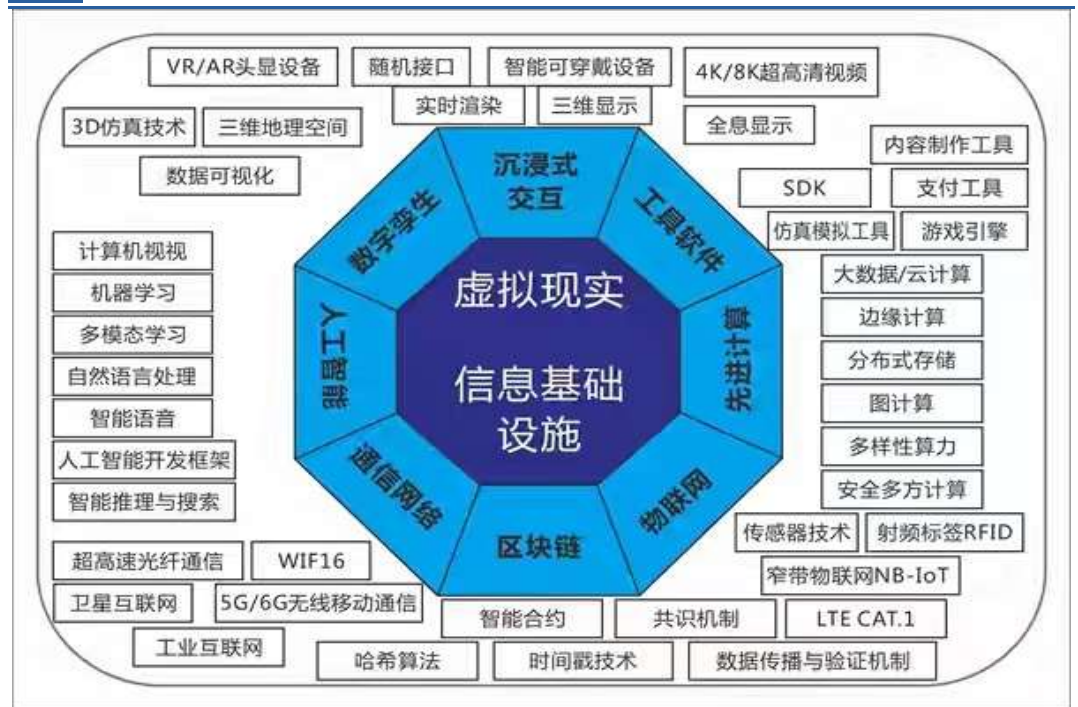 VR/AR头显设备
随机接口
智能可穿戴设备
4K/8K超高清视频
实时渲染
三维显示
3D仿真技术
三维地理空间
全息显示
数据可视化
内容制作工具
SDK
支付工具
仿真模拟工具
游戏引擎
沉浸式
交互
数字孪生
工具软件
人工智能
先进计算
通信网络
物联网
区块链
虚拟现实
信息基础
设施
计算机视视
机器学习
多模态学习
自然语言处理
智能语音
人工智能开发框架
智能推理与搜索
大数据/云计算
边缘计算
分布式存储
图计算
多样性算力
安全多方计算
传感器技术
射频标签RFID
窄带物联网NB-IoT
LTE CAT.1
超高速光纤通信
WIF16
卫星互联网
5G/6G无线移动通信
工业互联网
智能合约
共识机制
哈希算法
时间戳技术
数据传播与验证机制